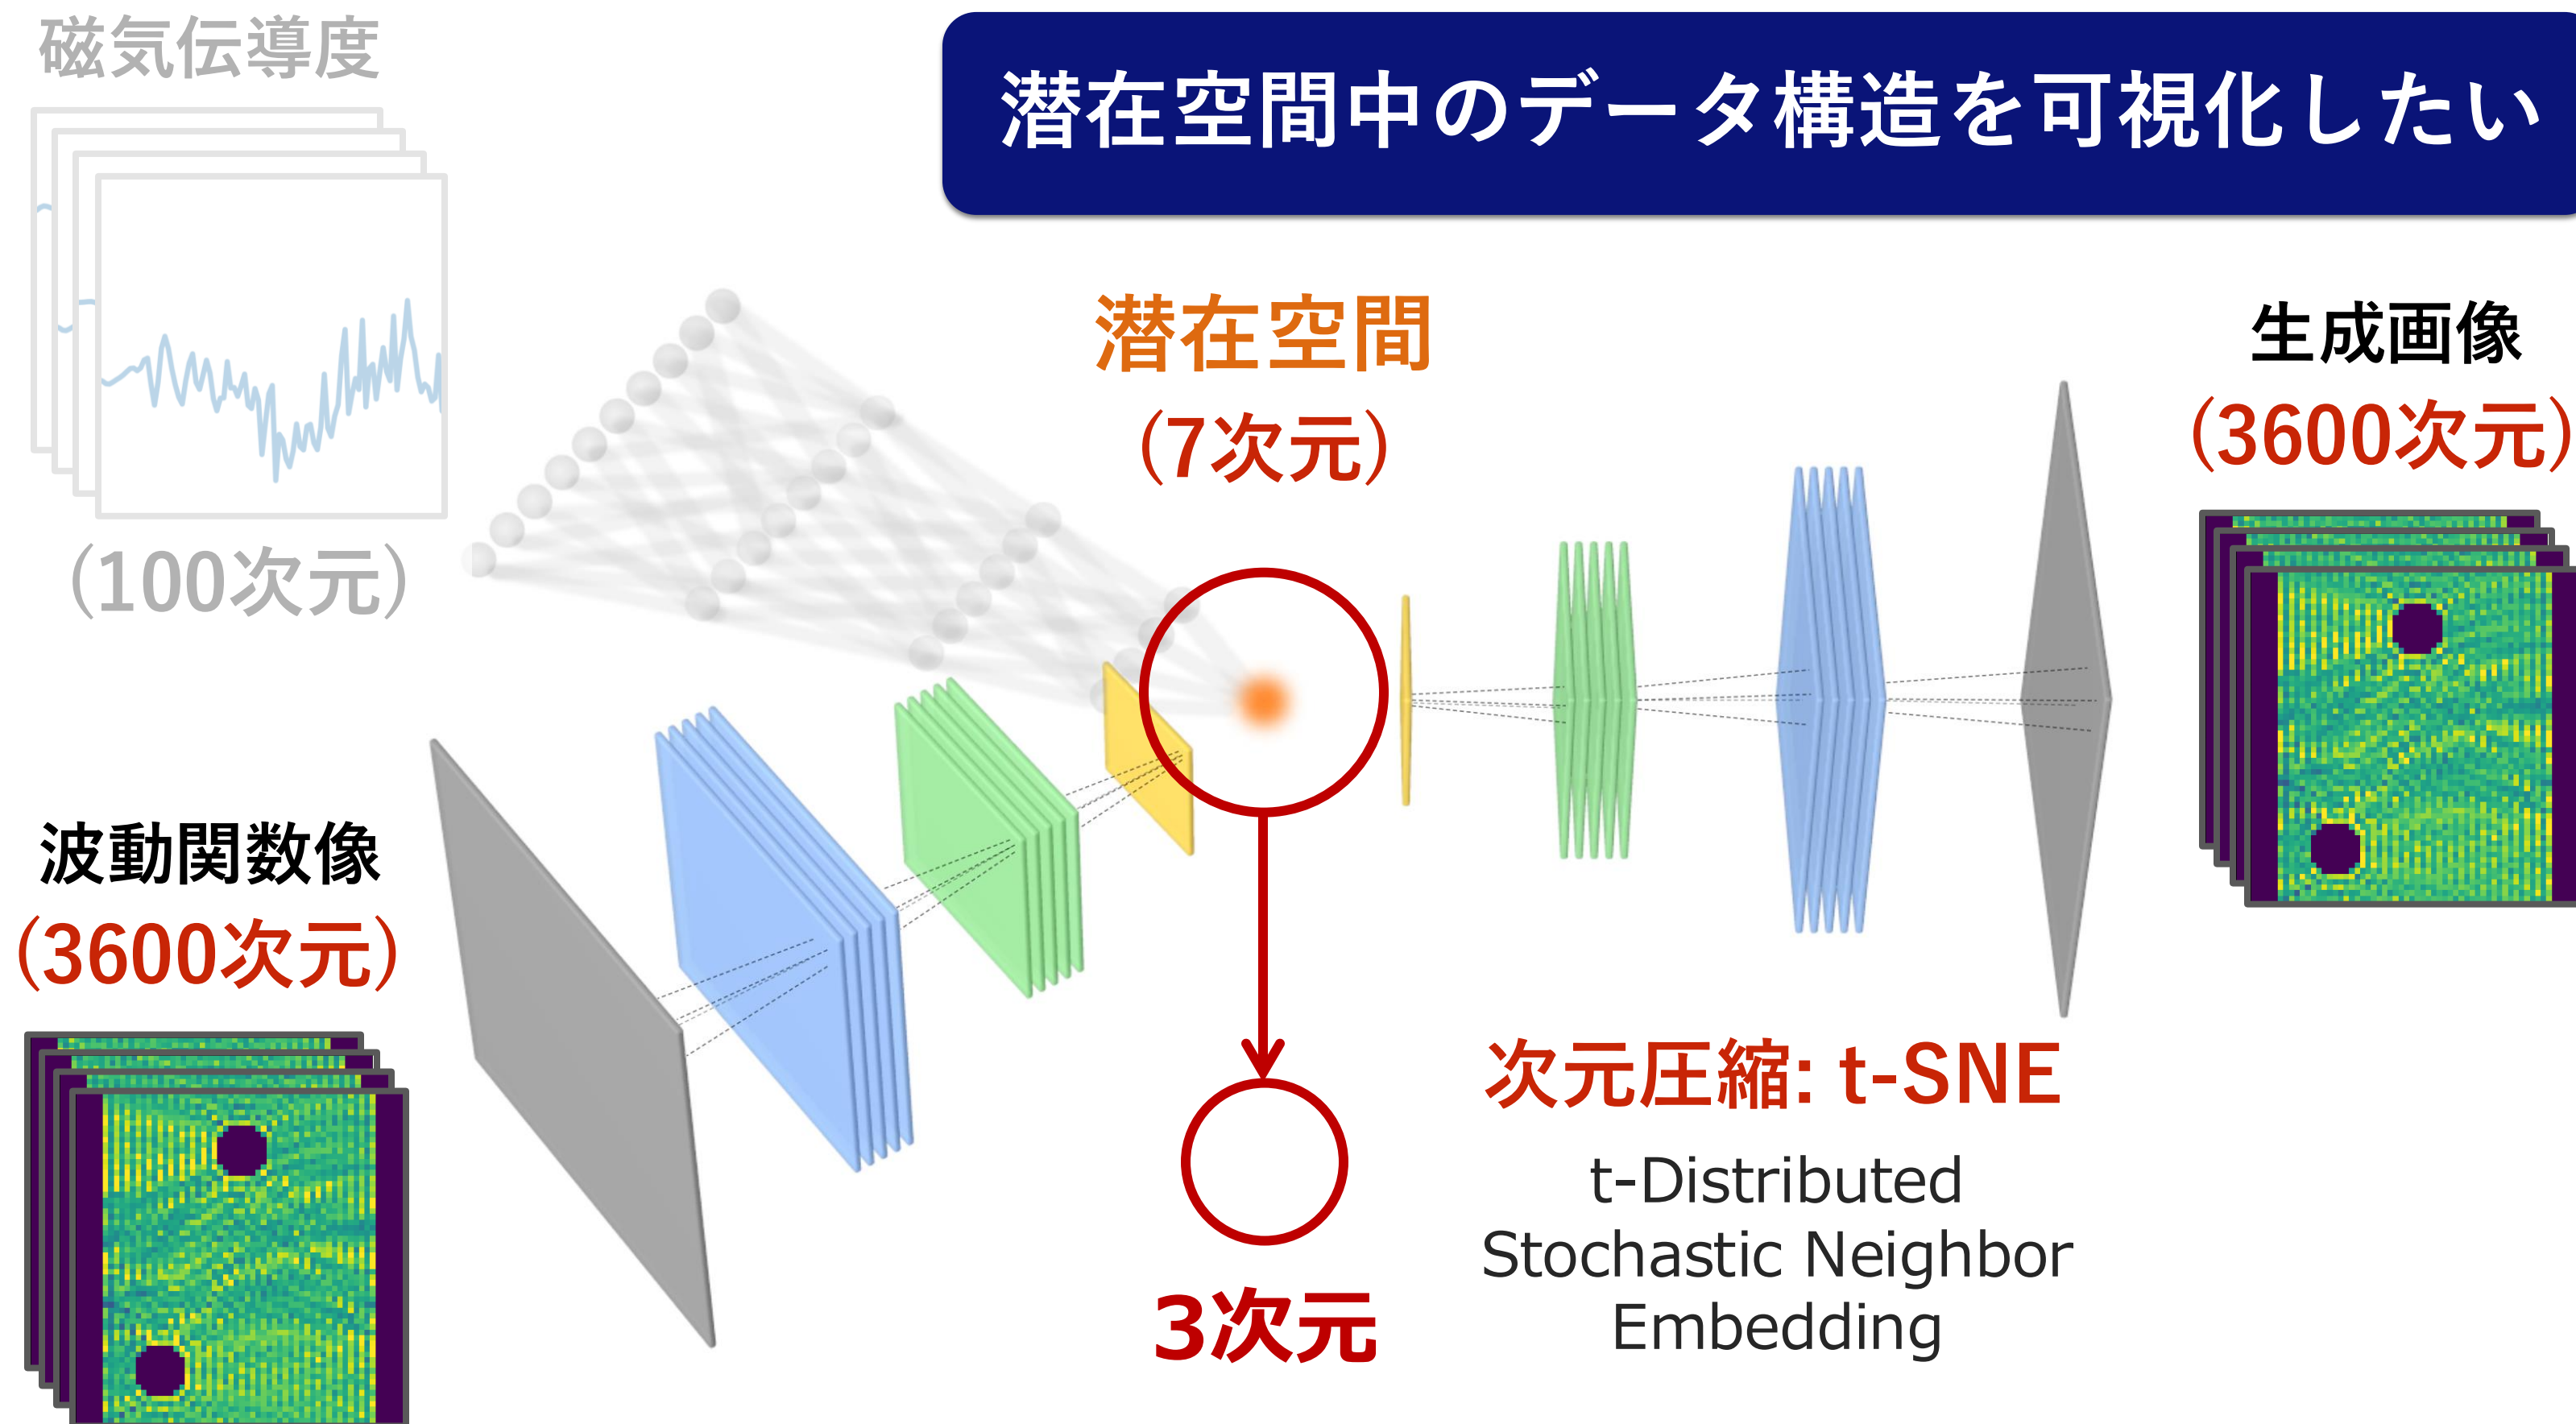 磁気伝導度
(100次元)
潜在空間中のデータ構造を可視化したい
潜在空間
(7次元)
生成画像
(3600次元)
波動関数像
(3600次元)
3次元
次元圧縮: t-SNE
t-Distributed
Stochastic Neighbor
Embedding